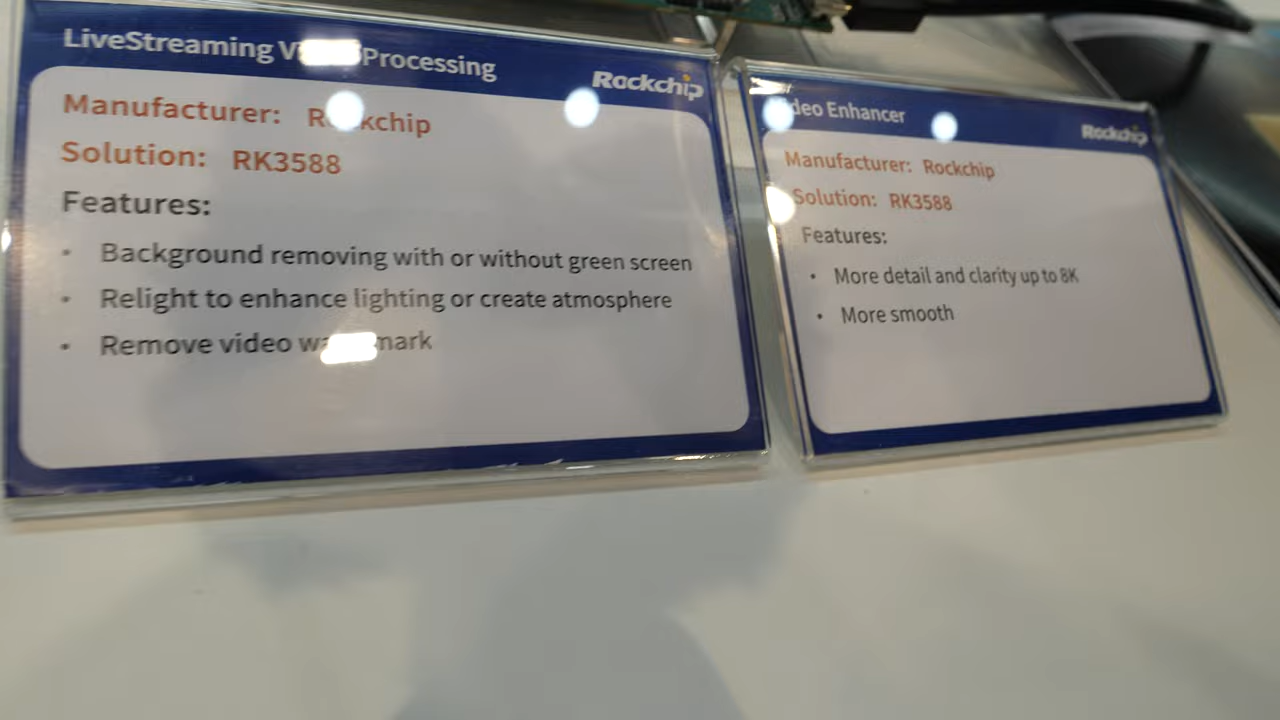 LiveStreaming Processing
Rockchip
Manufacturer: Rockchip
Solution: RK3588
Features:
• Background removing with or without green screen
• Relight to enhance lighting or create atmosphere
• Remove video
Video Enhancer
Rockchip
Manufacturer: Rockchip
Solution: RK3588
Features:
• More detail and clarity up to 8K
• More smooth